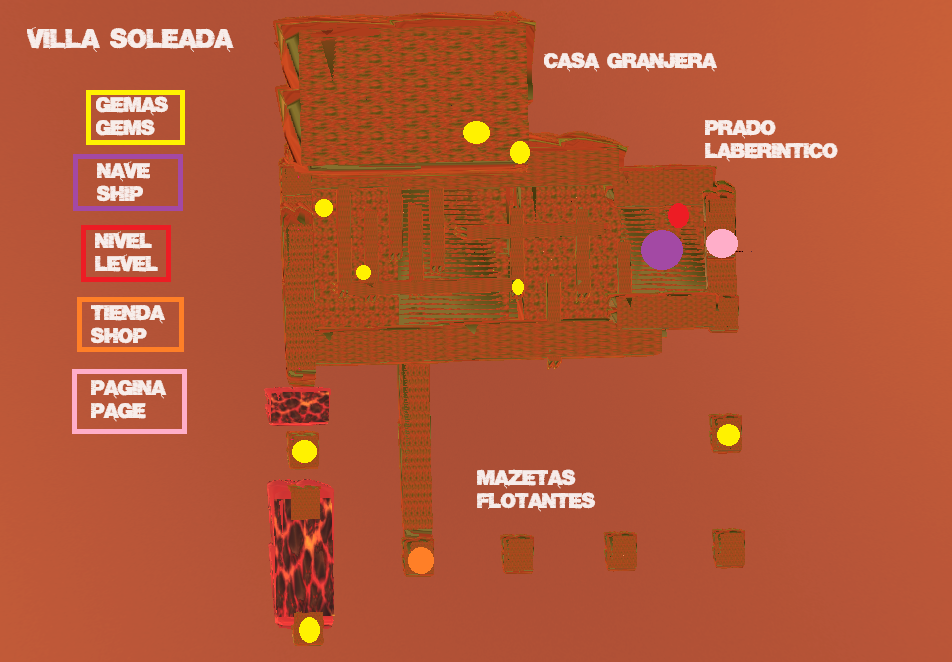 VILLA SOLEADA
CASA GRANJERA
GEMAS
GEMS
PRADO
LABERINTICO
NAVE
SHIP
NIVEL
LEVEL
TIENDA
SHOP
PAGINA
PAGE
MAZETAS
FLOTANTES